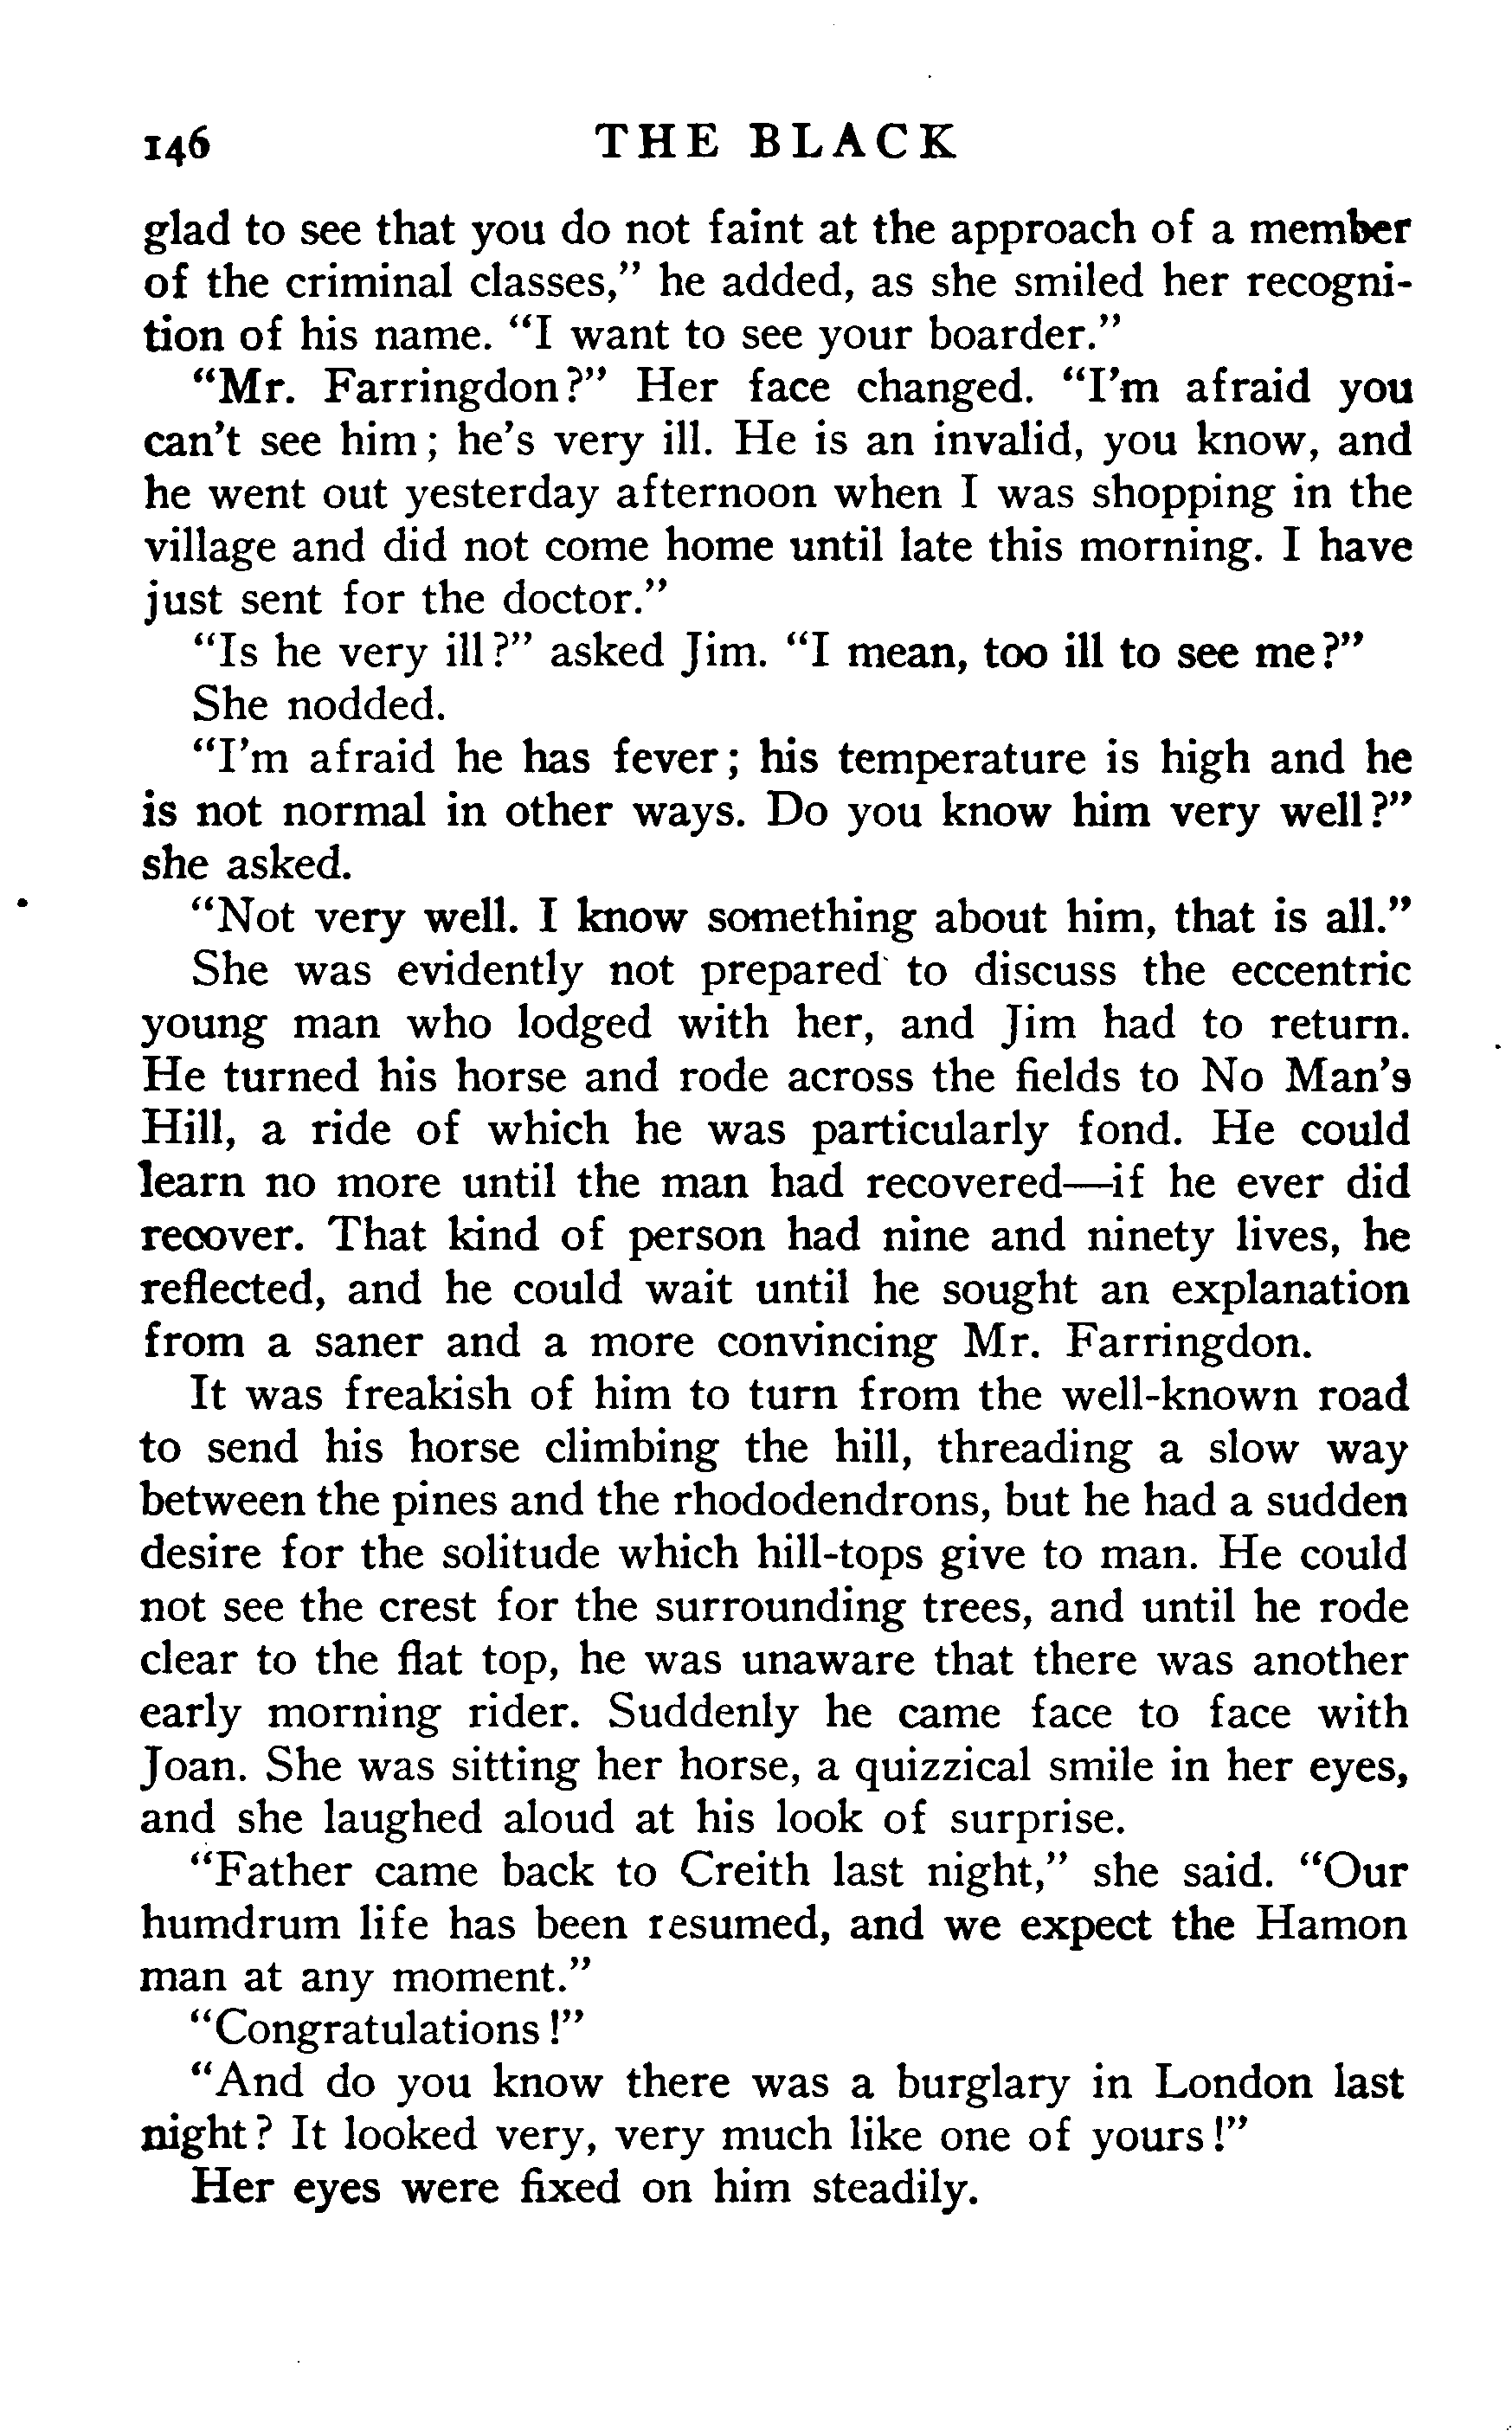 146 THE BLACK
glad to see that you do not faint at the approach of a member
of the criminal classes,” he added, as she smiled her recogni-
tion of his name. “I want to see your boarder.”
“Mr. Farringdon?” Her face changed. “I’m afraid you
can’t see him; he’s very ill. He is an invalid, you know, and
he went out yesterday afternoon when I was shopping in the
village and did not come home until late this morning. I have
just sent for the doctor.”
“Is he very ill?” asked Jim. “I mean, too ill to see me?”
She nodded.
“I’m afraid he has fever; his temperature is high and he
is not normal in other ways. Do you know him very well?”
she asked.
“Not very well. I know something about him, that is all.”
She was evidently not prepared to discuss the eccentric
young man who lodged with her, and Jim had to return.
He turned his horse and rode across the fields to No Man’s
Hill, a ride of which he was particularly fond. He could
learn no more until the man had recovered—if he ever did
recover. That kind of person had nine and ninety lives, he
reflected, and he could wait until he sought an explanation
from a saner and a more convincing Mr. Farringdon.
It was freakish of him to turn from the well-known road
to send his horse climbing the hill, threading a slow way
between the pines and the rhododendrons, but he had a sudden
desire for the solitude which hill-tops give to man. He could
not see the crest for the surrounding trees, and until he rode
clear to the flat top, he was unaware that there was another
early morning rider. Suddenly he came face to face with
Joan. She was sitting her horse, a quizzical smile in her eyes,
and she laughed aloud at his look of surprise.
“Father came back to Creith last night,” she said. “Our
humdrum life has been resumed, and we expect the Hamon
man at any moment.”
“Congratulations!”
“And do you know there was a burglary in London last
night? It looked very, very much like one of yours!”
Her eyes were fixed on him steadily.